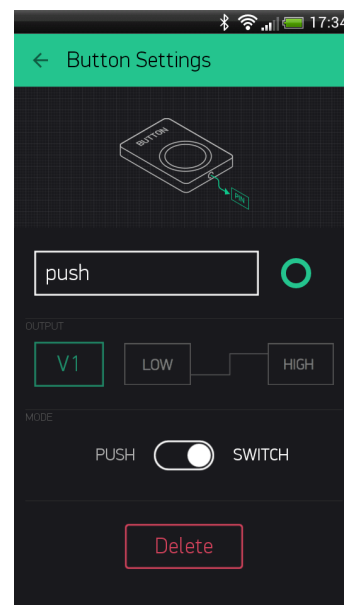 17:34
← Button Settings
BUTTON
PIN
push
OUTPUT
V1 LOW HIGH
MODE
PUSH SWITCH
Delete